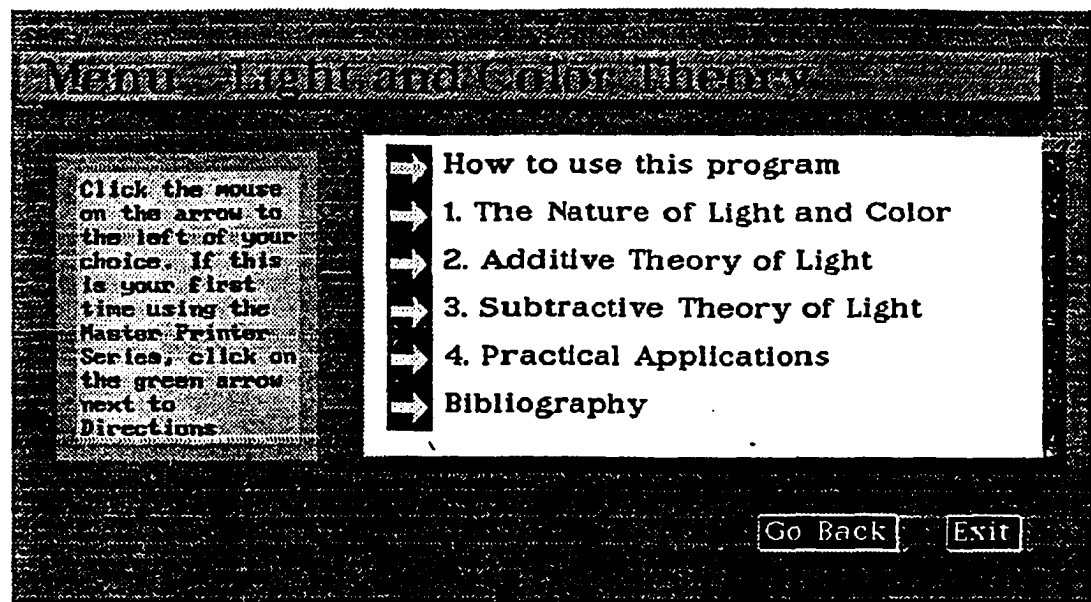 Menu - Light and Color Theory
Click the mouse
on the arrow to
the left of your
choice. If this
is your first
time using the
Master Printer
Series, click on
the green arrow
next to
Directions
How to use this program
1. The Nature of Light and Color
2. Additive Theory of Light
3. Subtractive Theory of Light
4. Practical Applications
Bibliography
Go Back
Exit